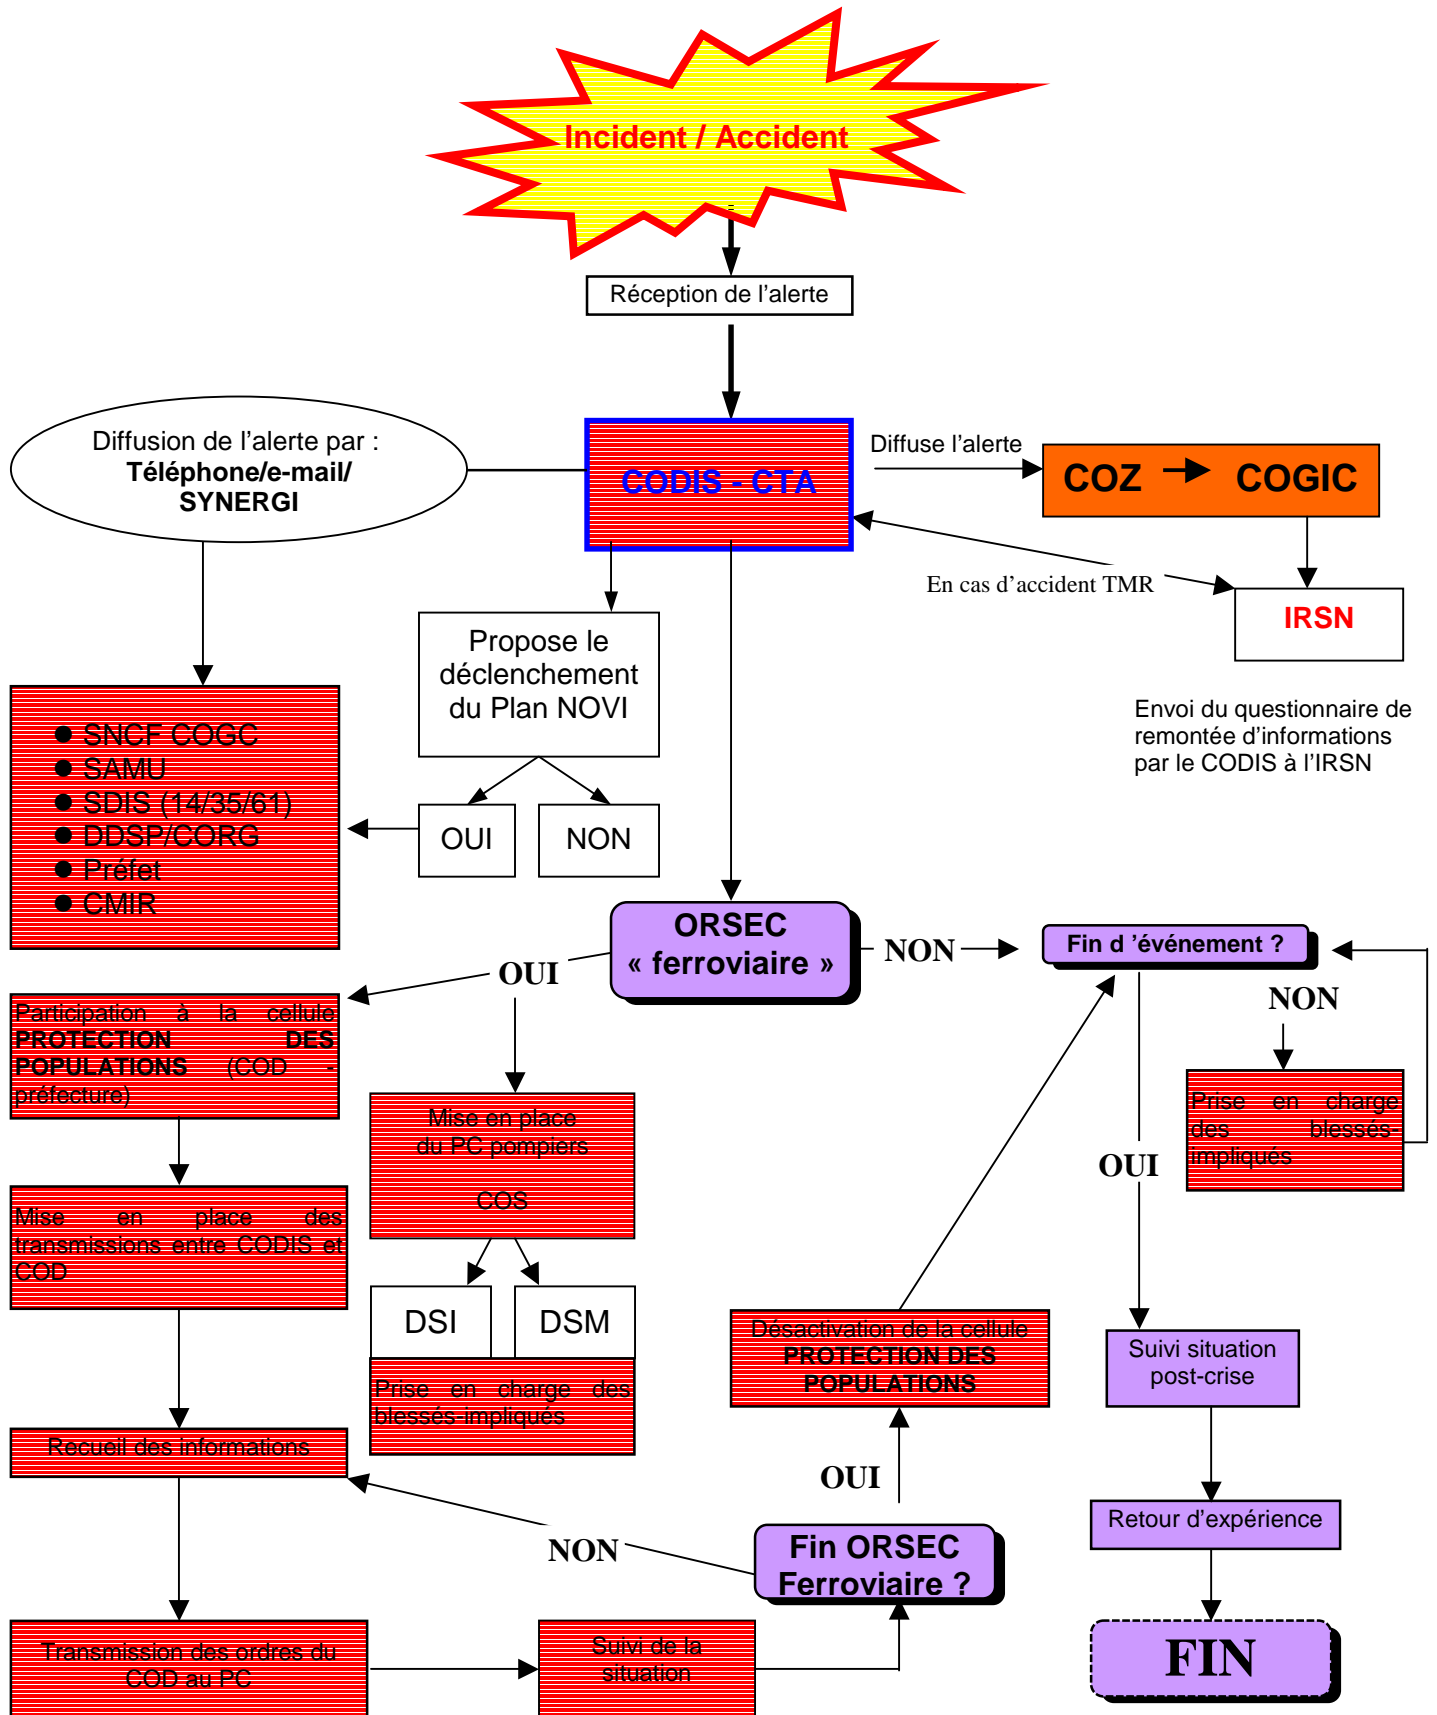 Incident / Accident
Réception de l’alerte
Diffusion de l’alerte par :
Téléphone/e-mail/
SYNERGI
CODIS - CTA
Diffuse l’alerte
COZ
COGIC
En cas d’accident TMR
IRSN
Envoi du questionnaire de
remontée d’informations
par le CODIS à l’IRSN
Propose le
déclenchement
du Plan NOVI
OUI
NON
SNCF COGC
SAMU
SDIS (14/35/61)
DDSP/CORG
Préfet
CMIR
ORSEC
« ferroviaire »
NON
Fin d ’événement ?
OUI
NON
Participation à la cellule
PROTECTION DES
POPULATIONS (COD -
préfecture)
Mise en place
du PC pompiers
COS
Prise en charge
des blessés-
impliqués
OUI
Mise en place des
transmissions entre CODIS et
COD
DSI
DSM
Prise en charge des
blessés-impliqués
Désactivation de la cellule
PROTECTION DES
POPULATIONS
Suivi situation
post-crise
Recueil des informations
OUI
Retour d’expérience
NON
Fin ORSEC
Ferroviaire ?
Transmission des ordres du
COD au PC
Suivi de la
situation
FIN